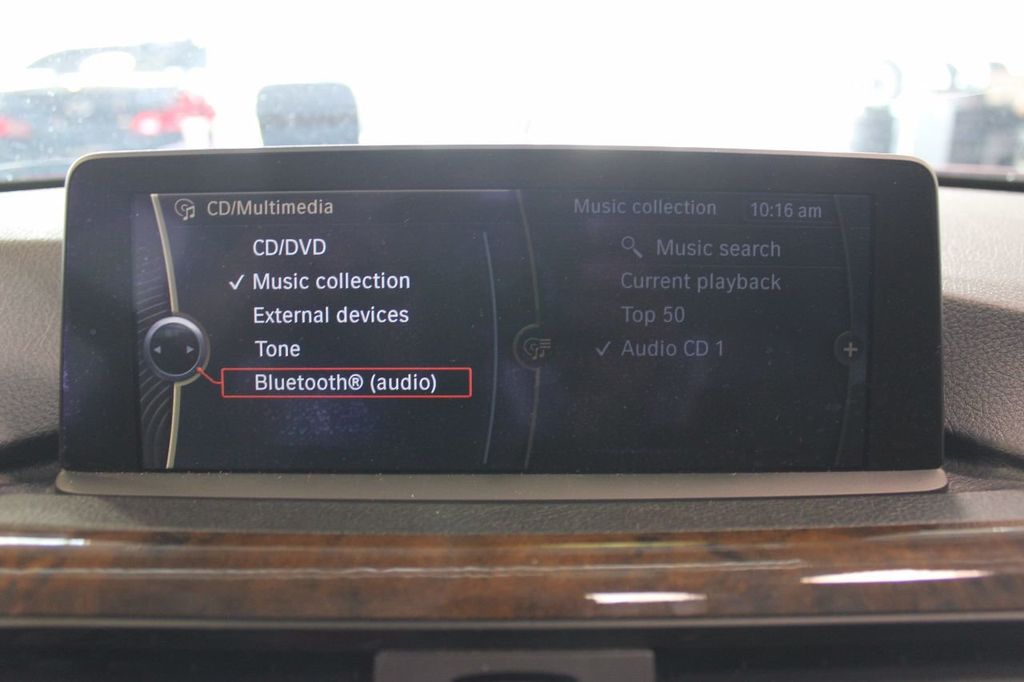 CD/Multimedia
CD/DVD
✓ Music collection
External devices
Tone
Bluetooth® (audio)
Music collection 10:16 am
Music search
Current playback
Top 50
✓ Audio CD 1